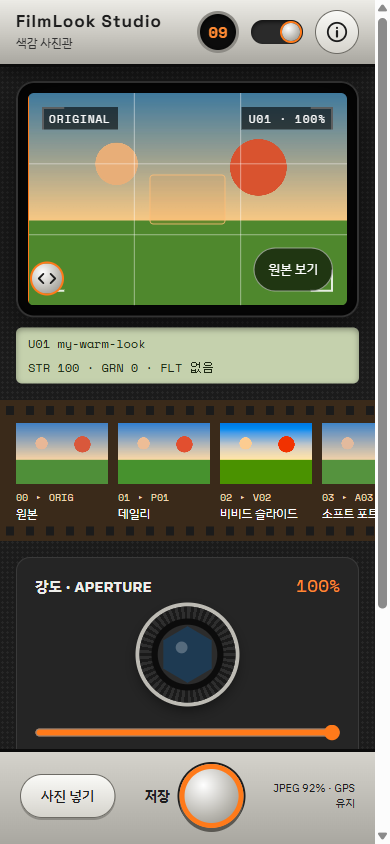 FilmLook Studio
색감 사진관
09
ORIGINAL
U01 · 100%
원본 보기
U01 my-warm-look
STR 100 · GRN 0 · FLT 없음
00 ▸ ORIG
원본
01 ▸ P01
데일리
02 ▸ V02
비비드 슬라이드
03 ▸ A03
소프트 포트
강도 · APERTURE
100%
사진 넣기
저장
JPEG 92% · GPS
유지